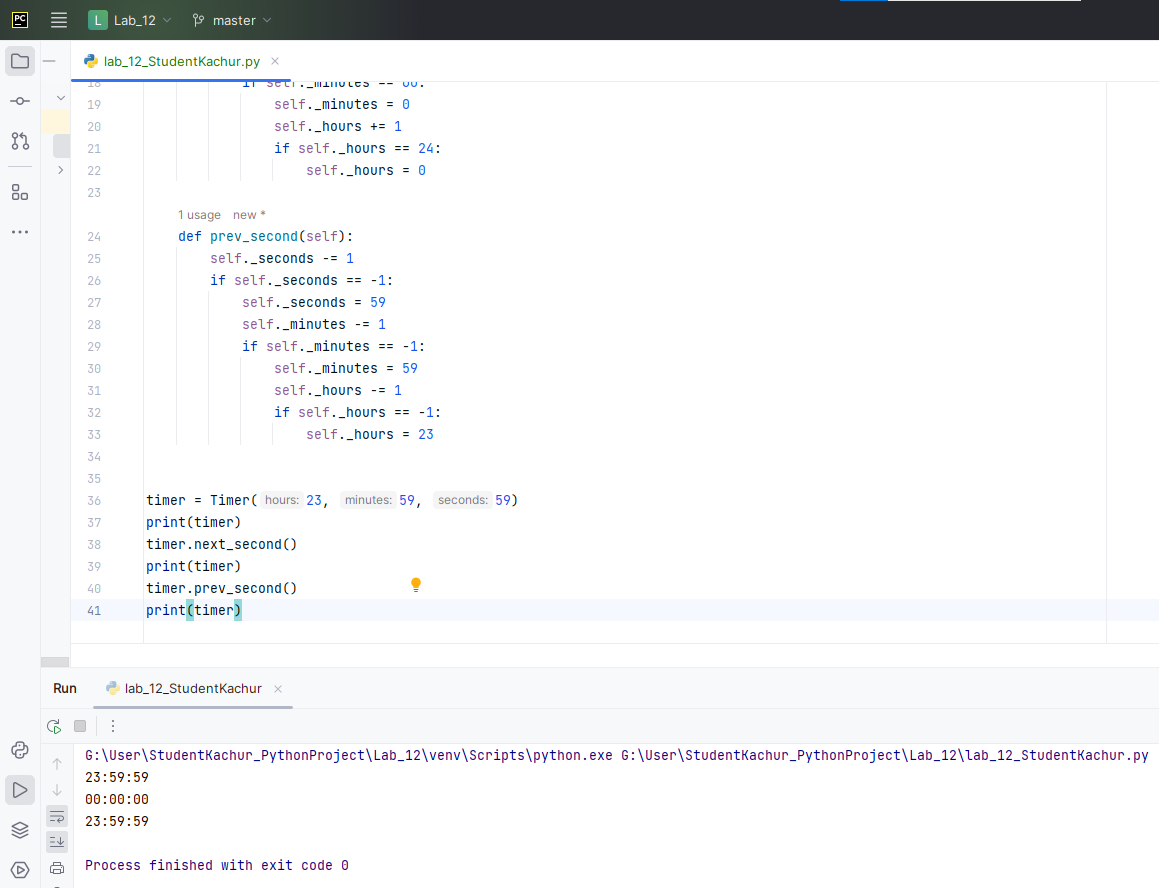 PC
L Lab_12 master
lab_12_StudentKachur.py
18 if self._minutes == 60:
19 self._minutes = 0
20 self._hours += 1
21 if self._hours == 24:
22 self._hours = 0
23
1 usage new *
24 def prev_second(self):
25 self._seconds -= 1
26 if self._seconds == -1:
27 self._seconds = 59
28 self._minutes -= 1
29 if self._minutes == -1:
30 self._minutes = 59
31 self._hours -= 1
32 if self._hours == -1:
33 self._hours = 23
34
35
36 timer = Timer( hours: 23, minutes: 59, seconds: 59)
37 print(timer)
38 timer.next_second()
39 print(timer)
40 timer.prev_second()
41 print(timer)
Run lab_12_StudentKachur
G:\User\StudentKachur_PythonProject\Lab_12\venv\Scripts\python.exe G:\User\StudentKachur_PythonProject\Lab_12\lab_12_StudentKachur.py
23:59:59
00:00:00
23:59:59
Process finished with exit code 0